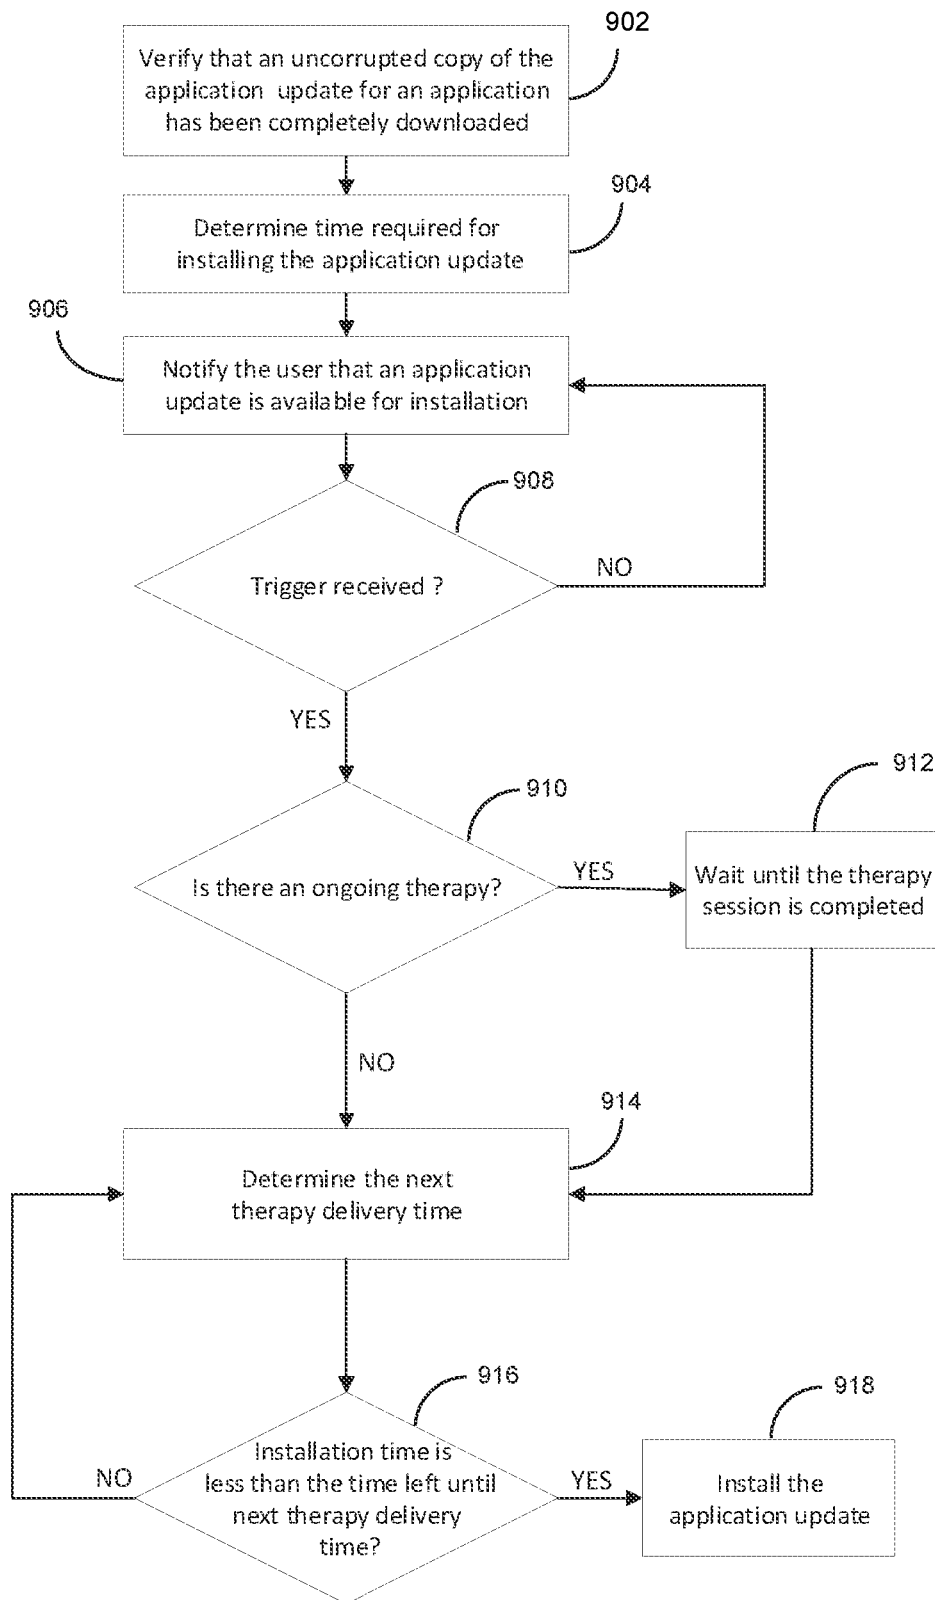 902
Verify that an uncorrupted copy of the
application update for an application
has been completely downloaded
904
Determine time required for
installing the application update
906
Notify the user that an application
update is available for installation
908
Trigger received ?
NO
YES
910
Is there an ongoing therapy?
YES
912
Wait until the therapy
session is completed
NO
914
Determine the next
therapy delivery time
916
Installation time is
less than the time left until
next therapy delivery
time?
NO
YES
918
Install the
application update